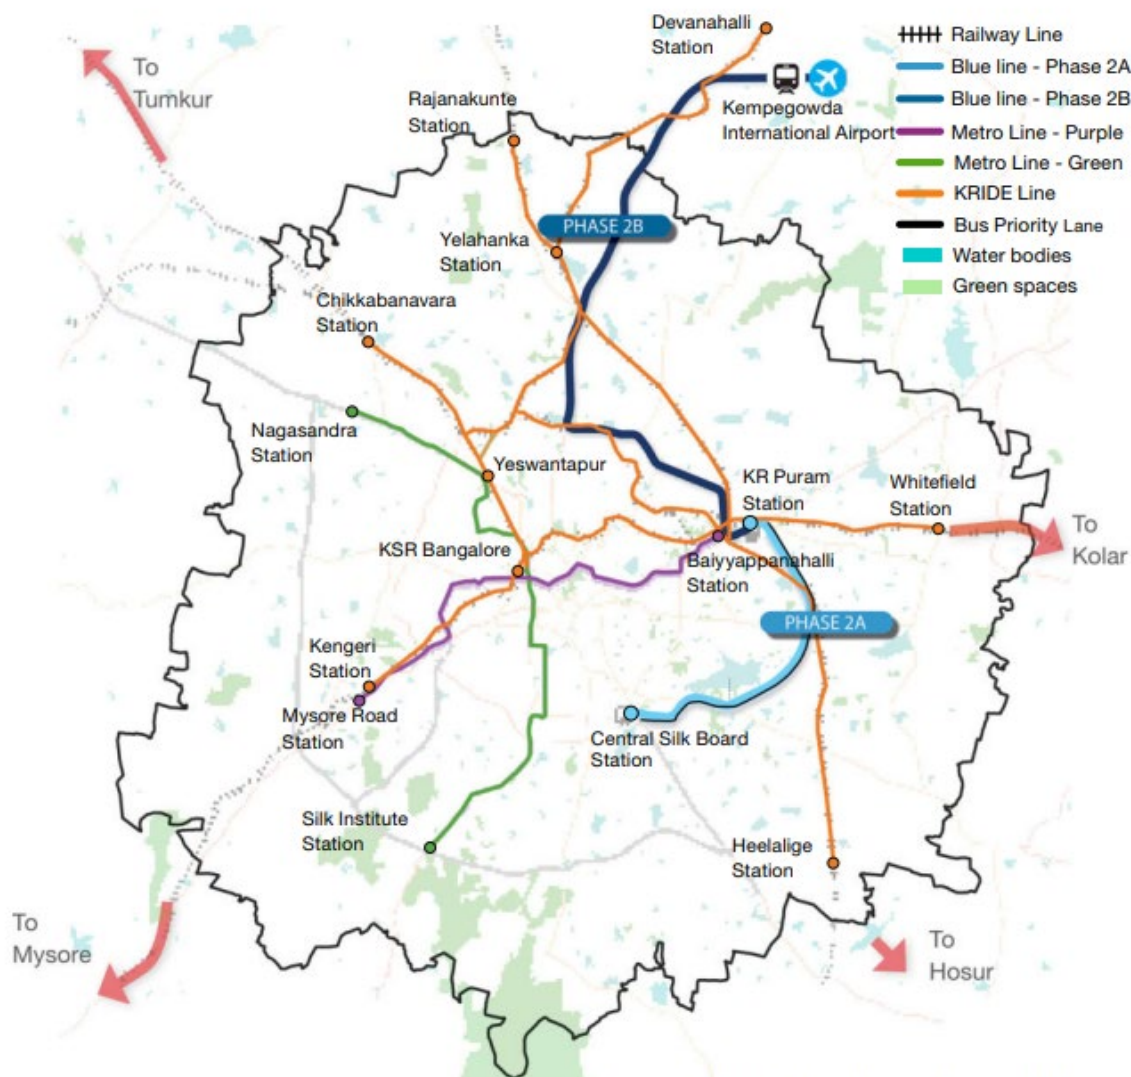 Devanahalli
Station
To
Tumkur
Rajanakunte
Station
Kempegowda
International Airport
Railway Line
Blue line - Phase 2A
Blue line - Phase 2B
Metro Line - Purple
Metro Line - Green
KRIDE Line
Bus Priority Lane
Water bodies
Green spaces
PHASE 2B
Yelahanka
Station
Chikkabanavara
Station
Nagasandra
Station
Yeswantapur
KR Puram
Station
Whitefield
Station
To
Kolar
KSR Bangalore
Baiyyappanahalli
Station
PHASE 2A
Kengeri
Station
Mysore Road
Station
Central Silk Board
Station
Silk Institute
Station
Heelalige
Station
To
Mysore
To
Hosur